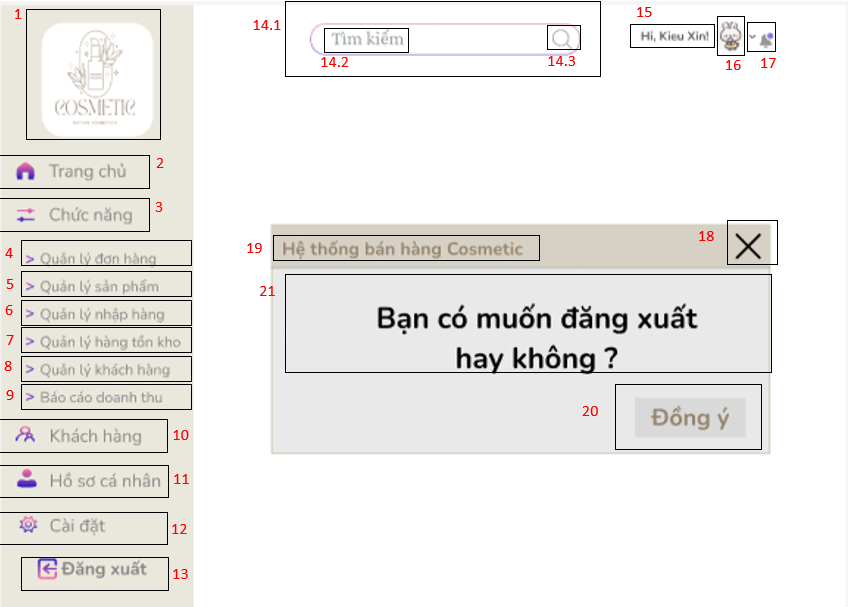 1
COSMETIC
2
Trang chủ
3
Chức năng
4
> Quản lý đơn hàng
5
> Quản lý sản phẩm
6
> Quản lý nhập hàng
7
> Quản lý hàng tồn kho
8
> Quản lý khách hàng
9
> Báo cáo doanh thu
Khách hàng
10
Hồ sơ cá nhân
11
Cài đặt
12
Đăng xuất
13
14.1
Tìm kiếm
14.2
14.3
15
Hi, Kieu Xin!
16
17
18
19
Hệ thống bán hàng Cosmetic
21
Bạn có muốn đăng xuất
hay không ?
20
Đồng ý